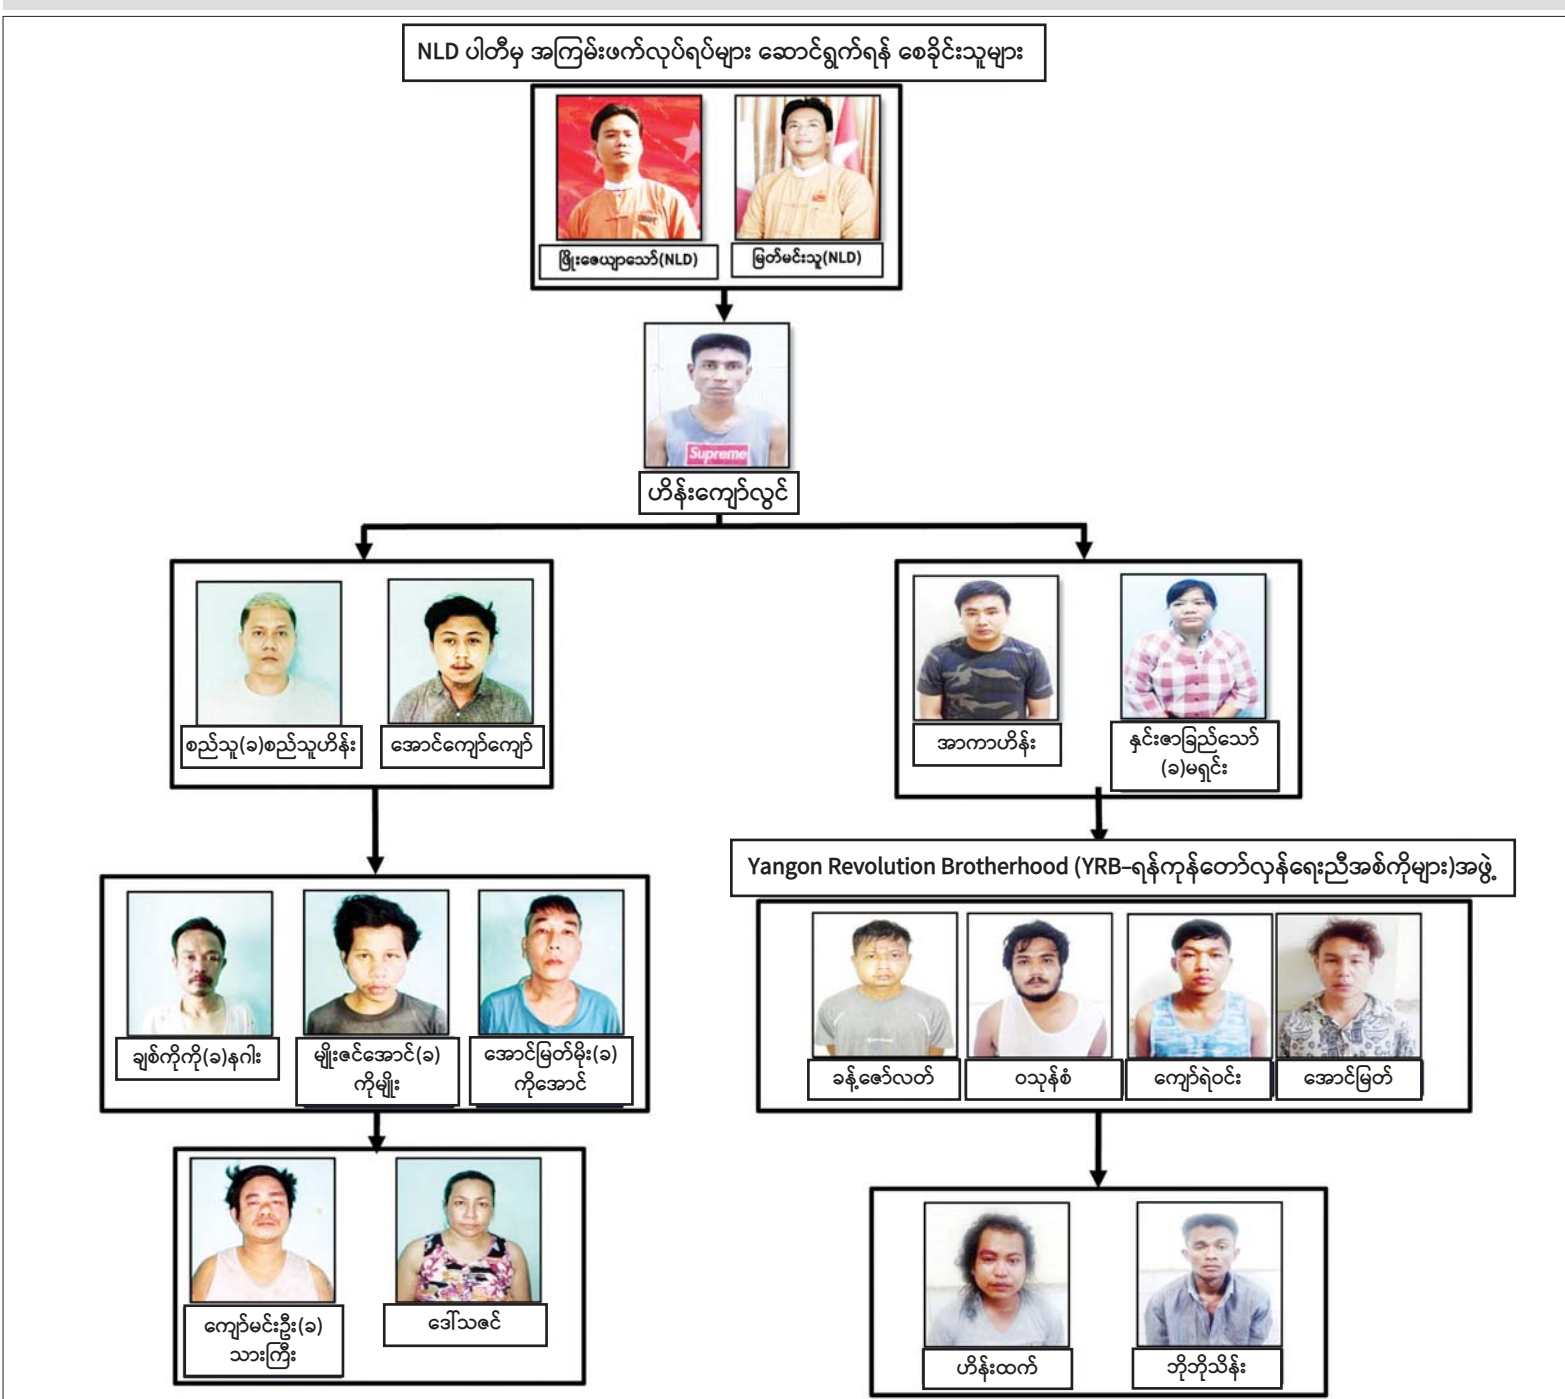 NLD ပါတီမှ အကြမ်းဖက်လုပ်ရပ်များ ဆောင်ရွက်ရန် စေခိုင်းသူများ
ဖြိုးဇေယျာသော်(NLD)
မြတ်မင်းသူ(NLD)
Supreme
ဟိန်းကျော်လွင်
စည်သူ(ခ)စည်သူဟိန်း
အောင်ကျော်ကျော်
အာကာဟိန်း
နှင်းဇာခြည်သော်
(ခ)မရှင်း
Yangon Revolution Brotherhood (YRB-ရန်ကုန်တော်လှန်ရေးညီအစ်ကိုများ)အဖွဲ့
ချစ်ကိုကို(ခ)နဂါး
မျိုးဇင်အောင်(ခ)
ကိုမျိုး
အောင်မြတ်မိုး(ခ)
ကိုအောင်
ခန့်ဇော်လတ်
ဝသုန်စံ
ကျော်ရဲဝင်း
အောင်မြတ်
ကျော်မင်းဦး(ခ)
သားကြီး
ဒေါ်သဇင်
ဟိန်းထက်
ဘိုဘိုသိန်း